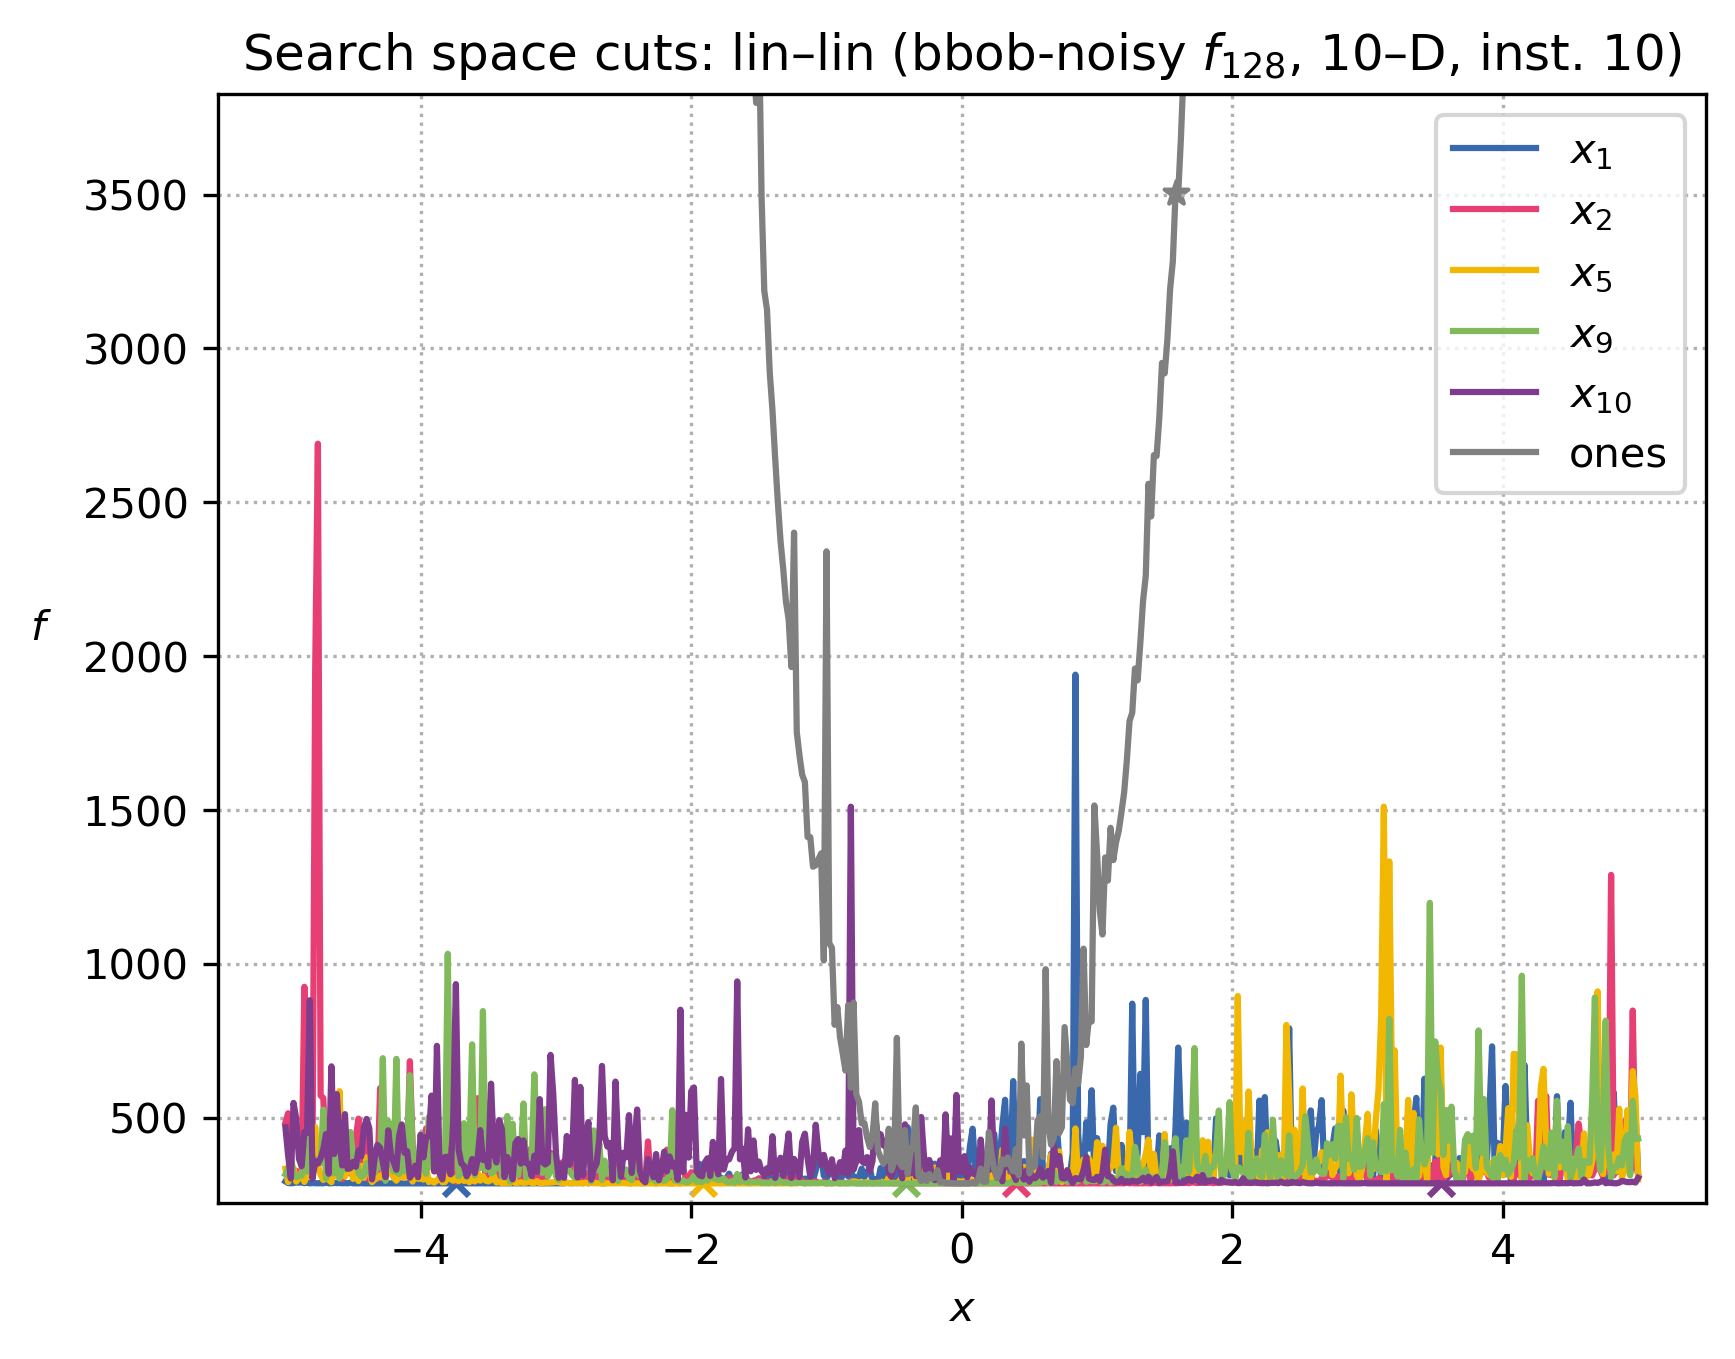 Search space cuts: lin–lin (bbob-noisy f₁₂₈, 10–D, inst. 10)
x₁
x₂
x₅
x₉
x₁₀
ones
3500
3000
2500
2000
1500
1000
500
f
−4 −2 0 2 4
x